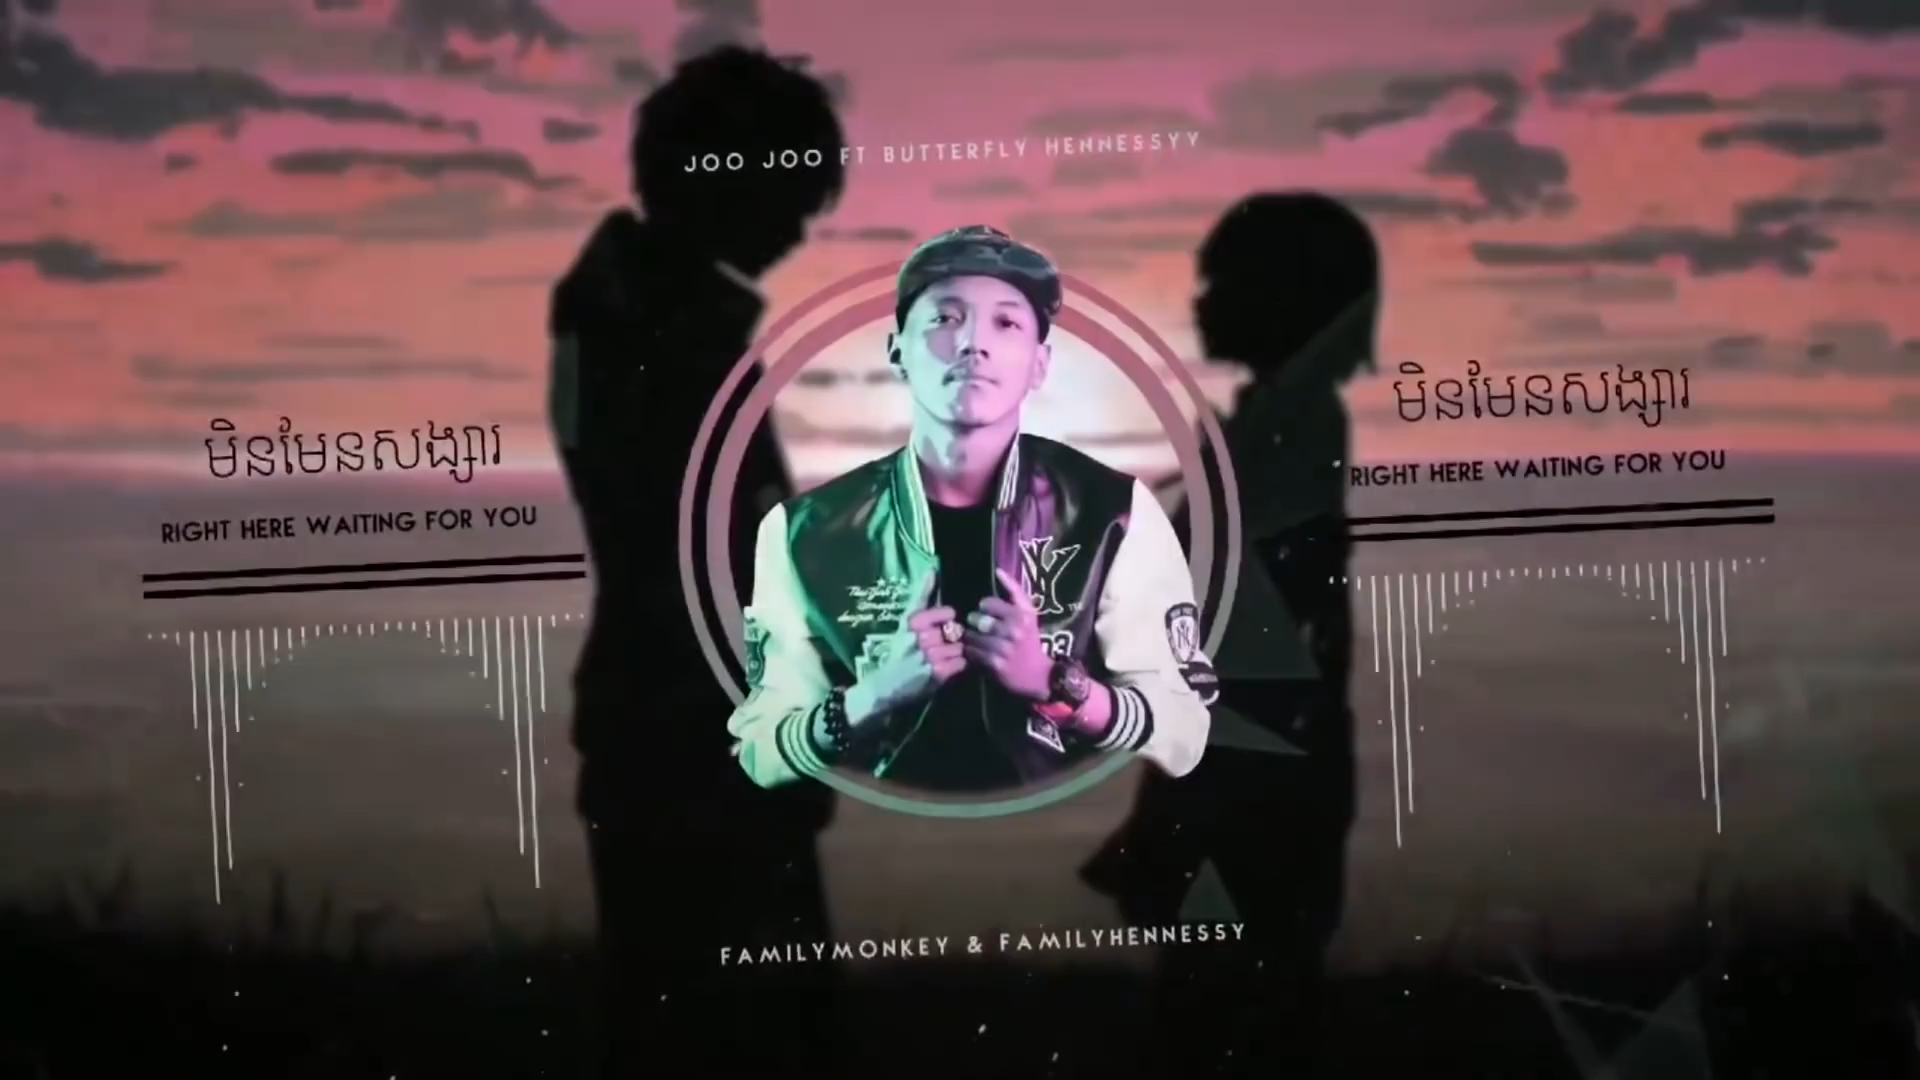 JOO JOO FT BUTTERFLY HENNESSYY
មិនមែនសង្សារ
RIGHT HERE WAITING FOR YOU
មិនមែនសង្សារ
RIGHT HERE WAITING FOR YOU
NY
FAMILYMONKEY & FAMILYHENNESSY